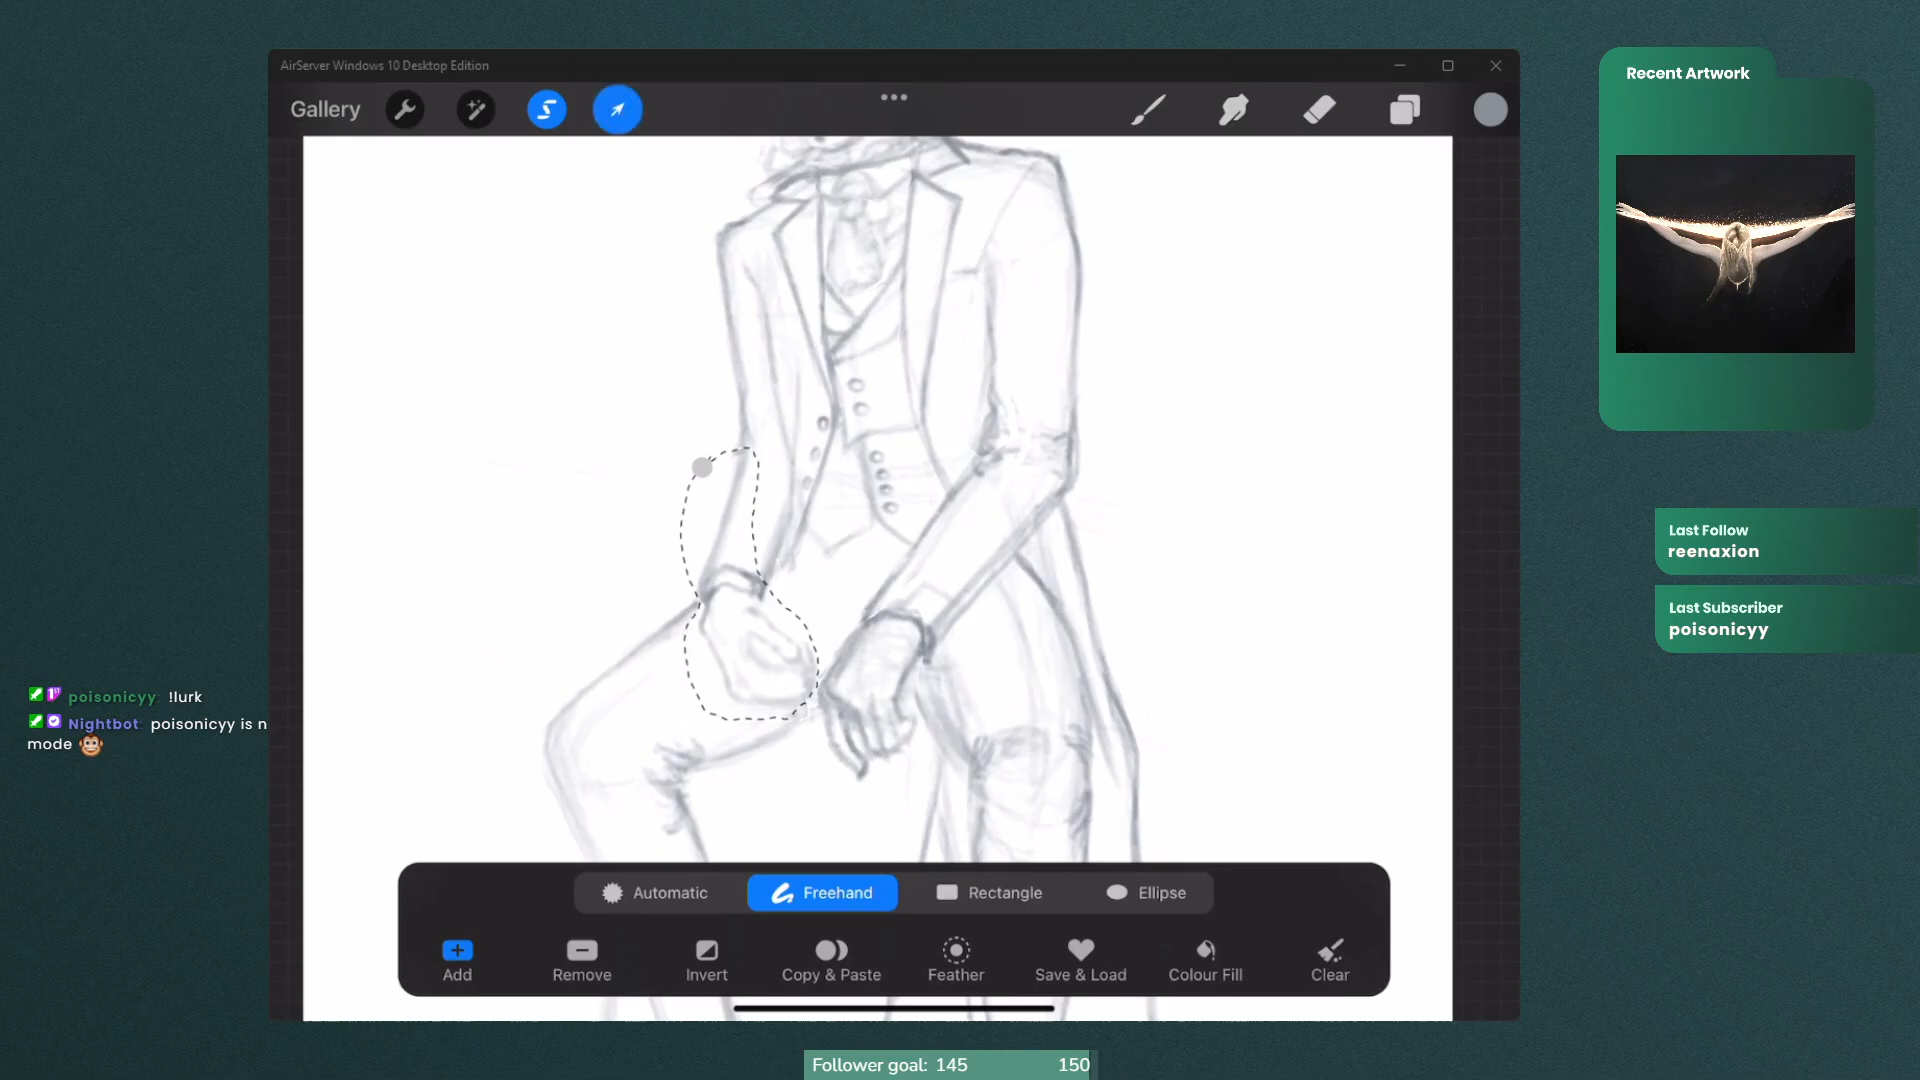 AirServer Windows 10 Desktop Edition
Gallery
Recent Artwork
Last Follow
reenaxion
Last Subscriber
poisonicyy
poisonicyy: !lurk
Nightbot: poisonicyy is n
mode
Automatic Freehand Rectangle Ellipse
Add Remove Invert Copy & Paste Feather Save & Load Colour Fill Clear
Follower goal: 145 150